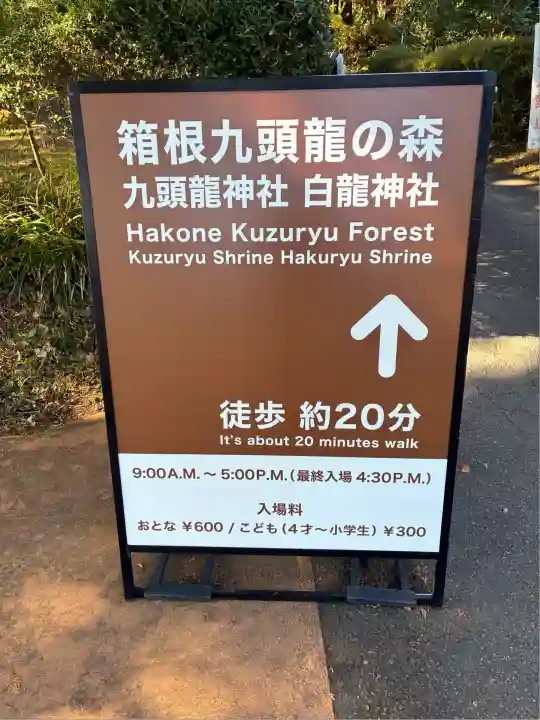 箱根九頭龍の森
九頭龍神社 白龍神社
Hakone Kuzuryu Forest
Kuzuryu Shrine Hakuryu Shrine
徒歩 約20分
It's about 20 minutes walk
9:00A.M.～5:00P.M.(最終入場 4:30P.M.)
入場料
おとな ¥600 / こども(4才～小学生) ¥300